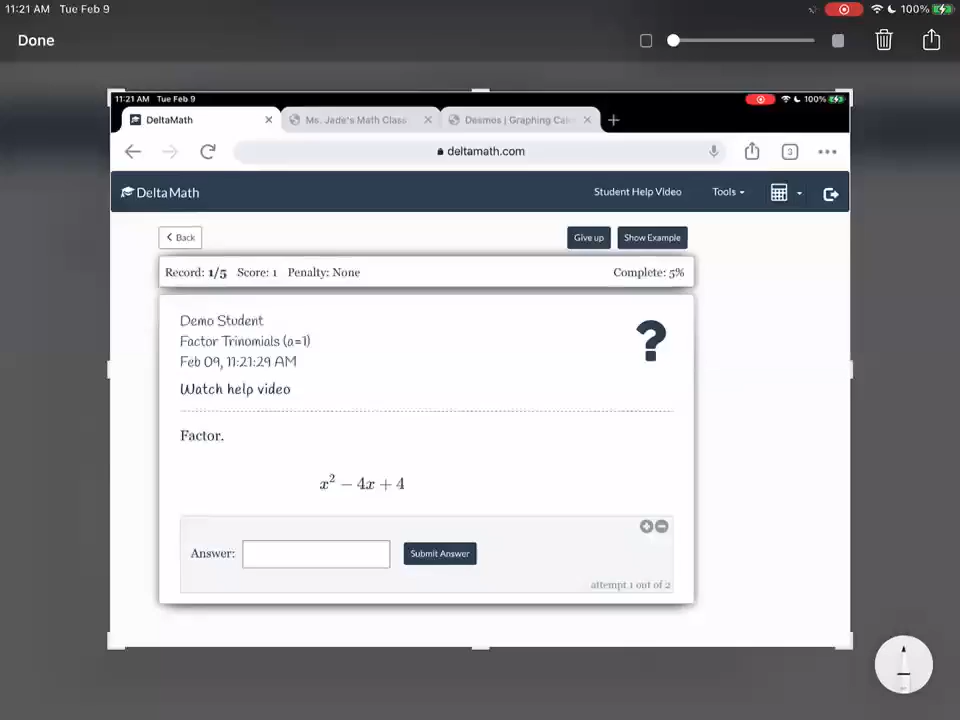 11:21 AM Tue Feb 9
100%
Done
11:21 AM Tue Feb 9
100%
DeltaMath
Ms. Jade's Math Class
Desmos | Graphing Calc
deltamath.com
3
DeltaMath
Student Help Video
Tools
Back
Give up
Show Example
Record: 1/5 Score: 1 Penalty: None
Complete: 5%
Demo Student
Factor Trinomials (a=1)
Feb 09, 11:21:29 AM
Watch help video
?
Factor.
x² − 4x + 4
Answer:
Submit Answer
attempt 1 out of 2